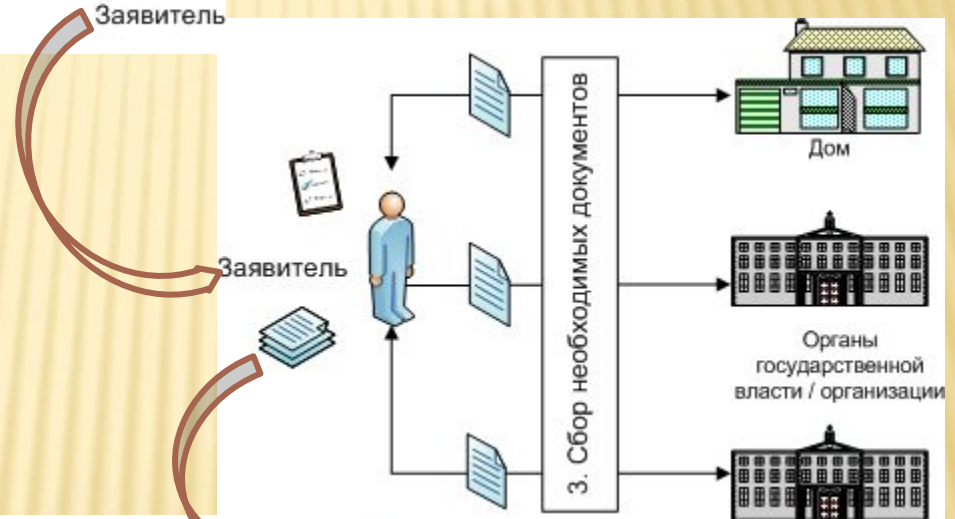 Заявитель
3. Сбор необходимых документов
Дом
Заявитель
Органы
государственной
власти / организации